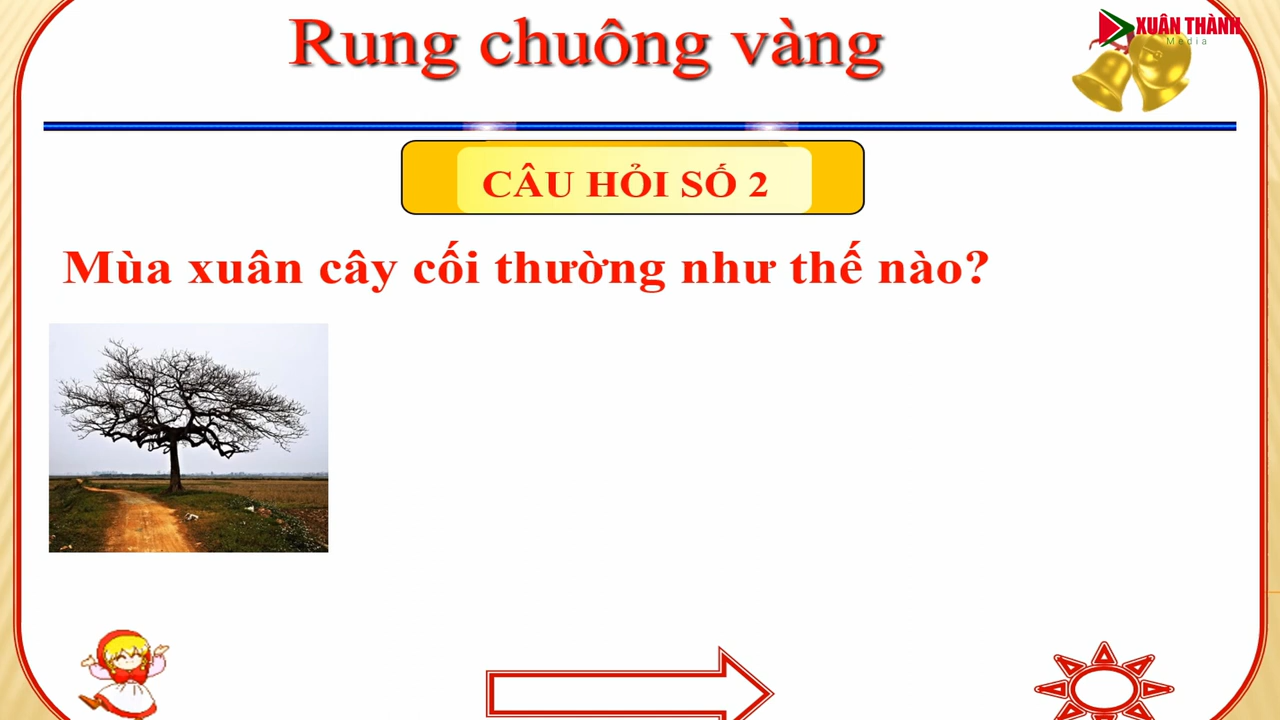 Rung chuông vàng
XUÂN THÀNH
Media
CÂU HỎI SỐ 2
Mùa xuân cây cối thường như thế nào?